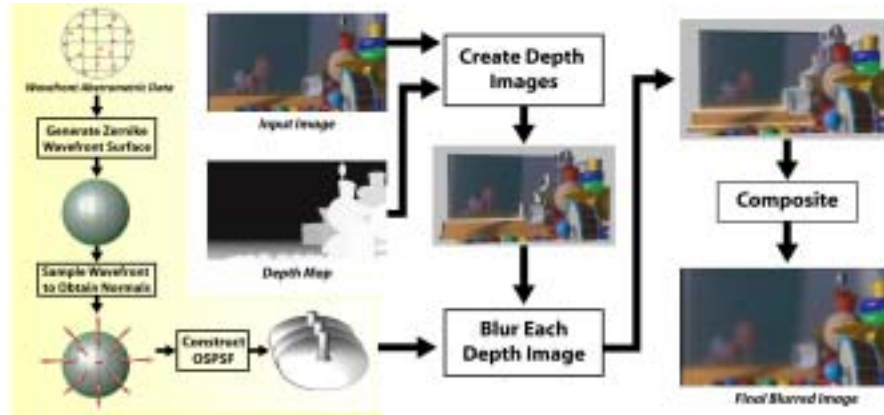 Wavefront Aberrometric Data
Generate Zernike
Wavefront Surface
Sample Wavefront
to Obtain Normals
Construct
OSPSF
Input Image
Depth Map
Create Depth
Images
Blur Each
Depth Image
Composite
Final Blurred Image